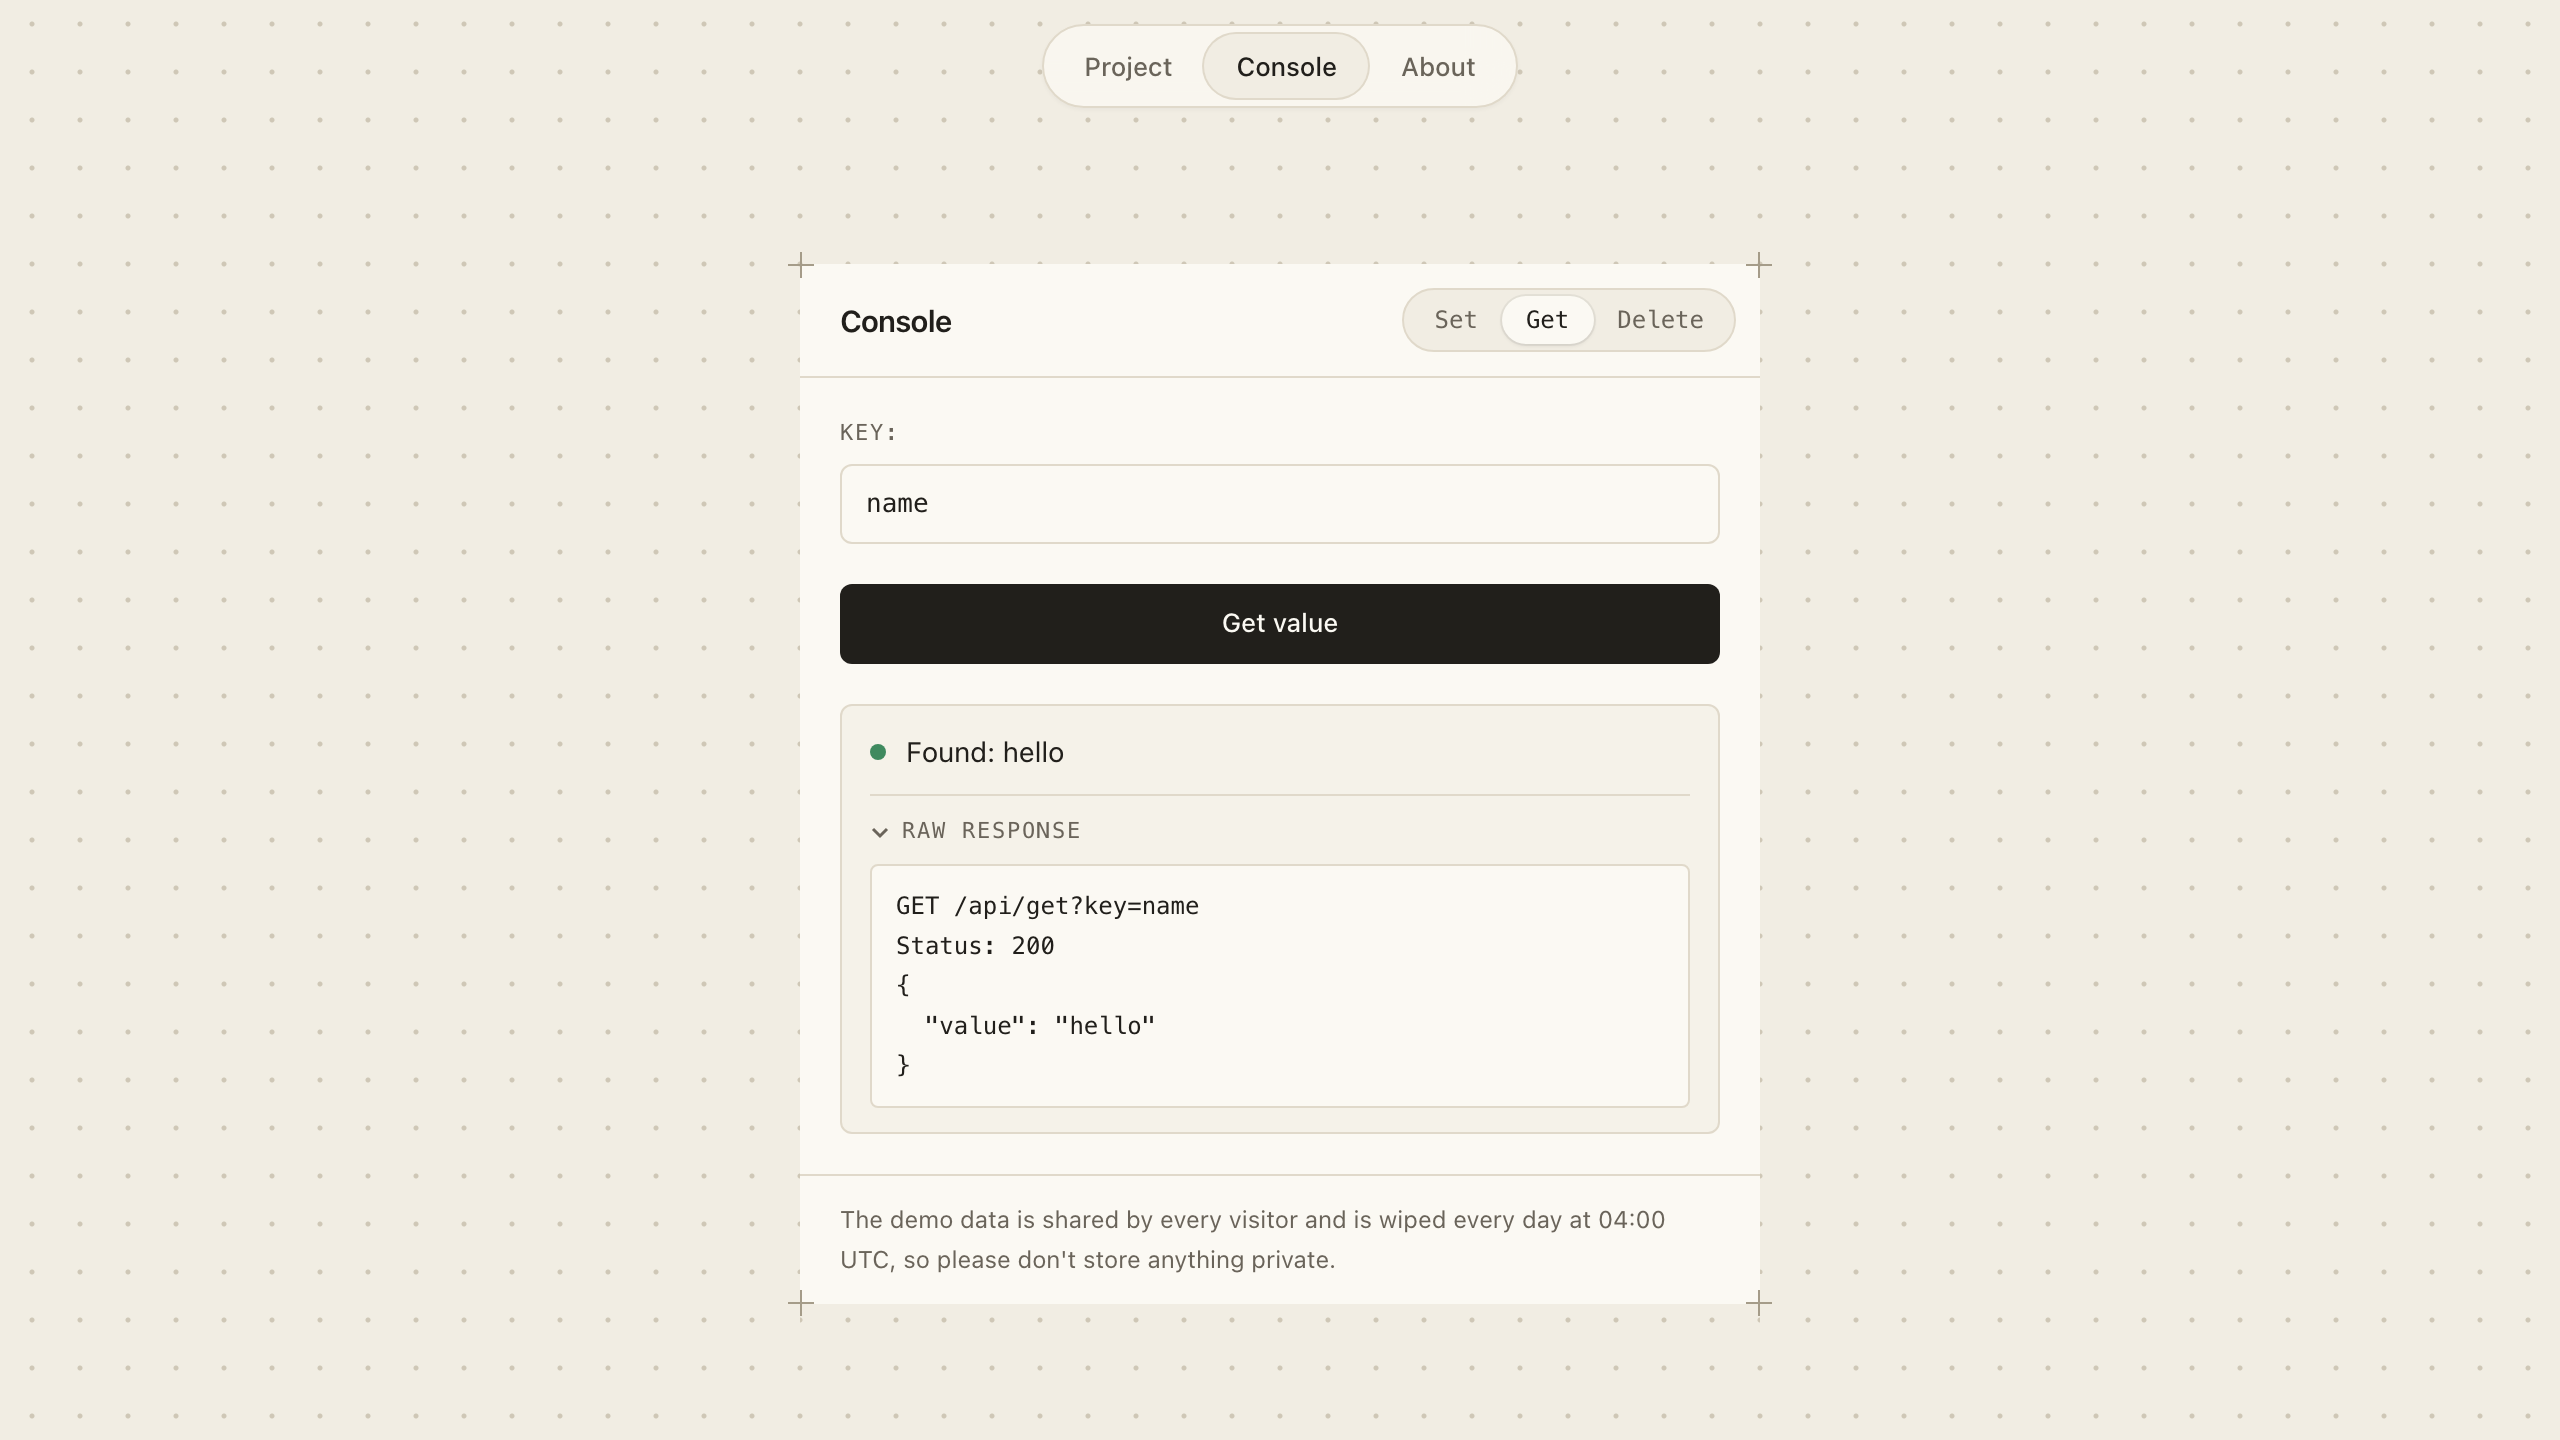 Project Console About
Console
Set Get Delete
KEY:
name
Get value
Found: hello
RAW RESPONSE
GET /api/get?key=name
Status: 200
{
  "value": "hello"
}
The demo data is shared by every visitor and is wiped every day at 04:00
UTC, so please don't store anything private.